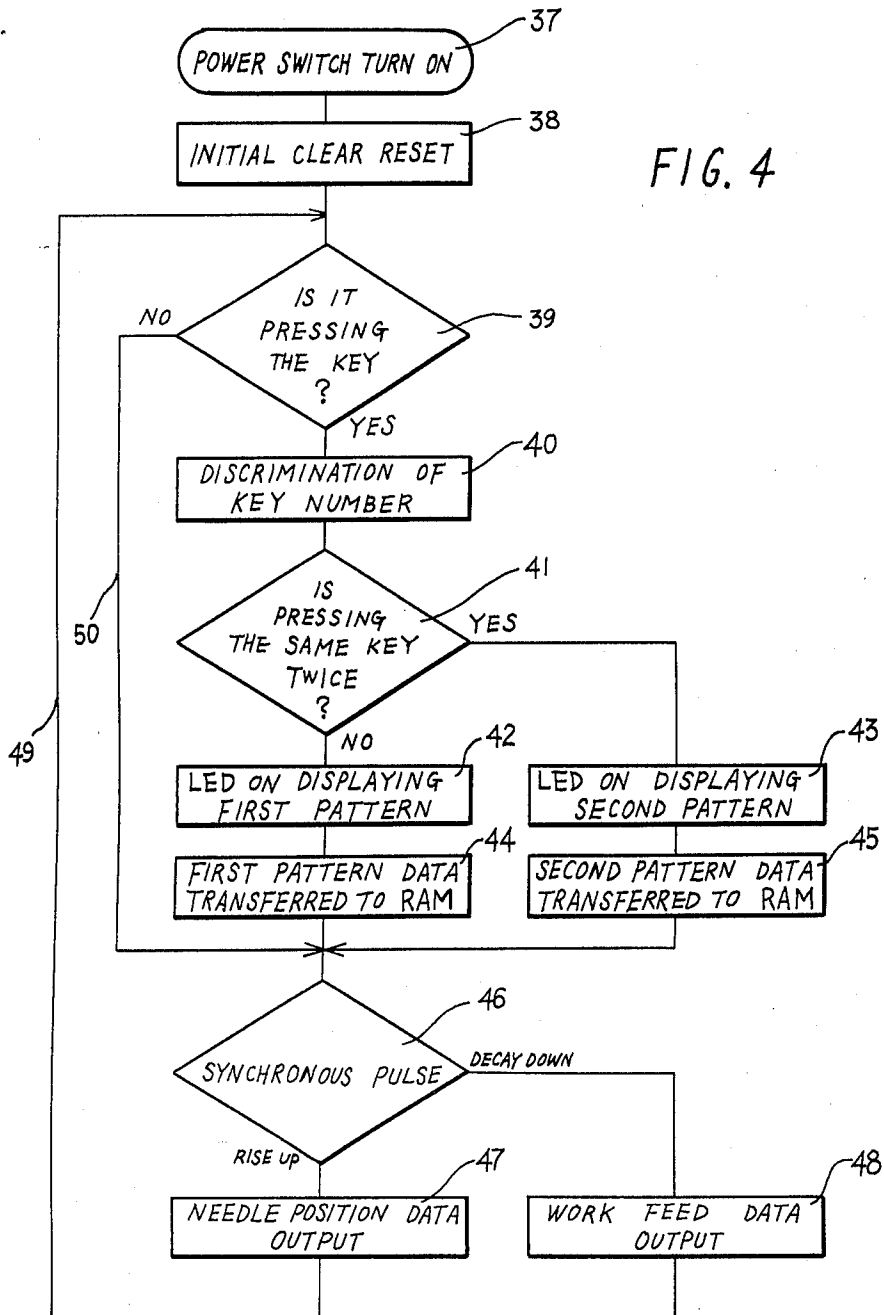 37
POWER SWITCH TURN ON
38
INITIAL CLEAR RESET
FIG. 4
NO
IS IT
PRESSING
THE KEY
?
39
YES
40
DISCRIMINATION OF
KEY NUMBER
41
IS
PRESSING
THE SAME KEY
TWICE
?
YES
50
49
NO
42
43
LED ON DISPLAYING
FIRST PATTERN
LED ON DISPLAYING
SECOND PATTERN
44
45
FIRST PATTERN DATA
TRANSFERRED TO RAM
SECOND PATTERN DATA
TRANSFERRED TO RAM
46
SYNCHRONOUS PULSE
DECAY DOWN
RISE UP
47
48
NEEDLE POSITION DATA
OUTPUT
WORK FEED DATA
OUTPUT